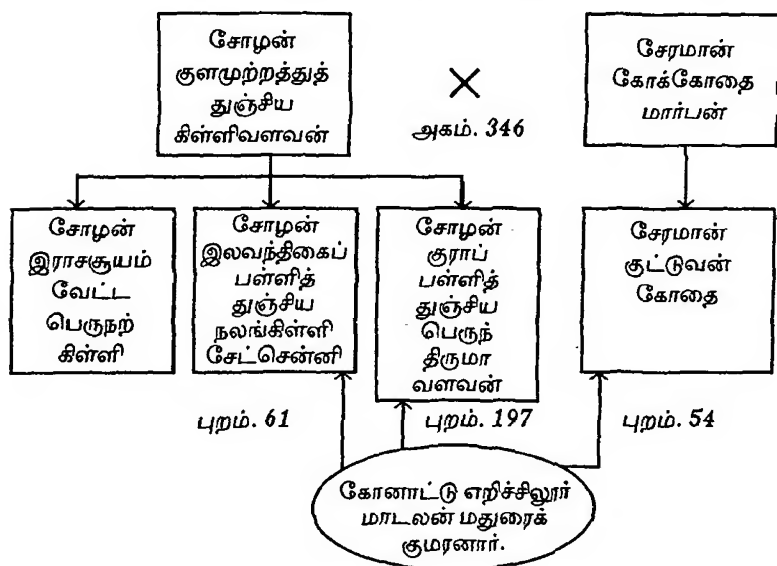 சோழன்
குளமுற்றத்துத்
துஞ்சிய
கிள்ளிவளவன்
அகம். 346
சேரமான்
கோக்கோதை
மார்பன்
சோழன்
இராசசூயம்
வேட்ட
பெருநற்
கிள்ளி
சோழன்
இலவந்திகைப்
பள்ளித்
துஞ்சிய
நலங்கிள்ளி
சேட்சென்னி
சோழன்
குராப்
பள்ளித்
துஞ்சிய
பெருந்
திருமா
வளவன்
சேரமான்
குட்டுவன்
கோதை
புறம். 61
புறம். 197
புறம். 54
கோனாட்டு எறிச்சிலூர்
மாடலன் மதுரைக்
குமரனார்.